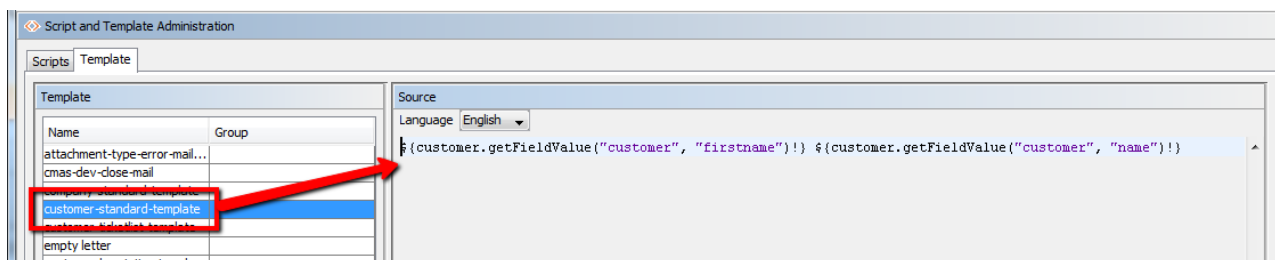 Script and Template Administration
Scripts Template
Template
Name Group
attachment-type-error-mail...
cmas-dev-close-mail
company-standard-template
customer-standard-template
customer-ticketlist-template
empty letter
Source
Language English
${customer.getFieldValue("customer", "firstname")!} ${customer.getFieldValue("customer", "name")!}